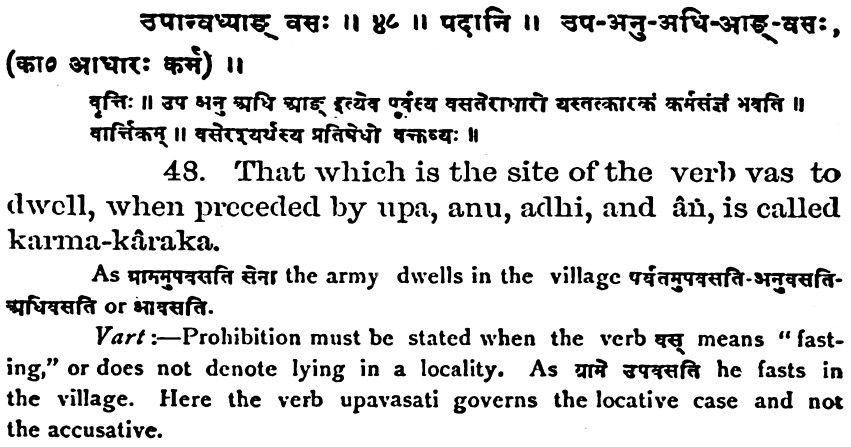 उपान्वध्याङ् वसः ॥ ४८ ॥ पदानि ॥ उप-अनु-अधि-आङ्-वसः,
(का० आधारः कर्म) ॥
वृत्तिः ॥ उप अनु अधि आङ् इत्येव पूर्वस्य वसतेराधारो यस्तत्कारकं कर्मसंज्ञं भवति ॥
वार्त्तिकम् ॥ वसेरश्यर्थस्य प्रतिषेधो वक्तव्यः ॥
48. That which is the site of the verb vas to
dwell, when preceded by upa, anu, adhi, and âṅ, is called
karma-kâraka.
As ग्राममुपवसति सेना the army dwells in the village पर्वतमुपवसति-अनुवसति-
अधिवसति or आवसति.
Vart :—Prohibition must be stated when the verb वस् means "fast-
ing," or does not denote lying in a locality. As ग्रामे उपवसति he fasts in
the village. Here the verb upavasati governs the locative case and not
the accusative.